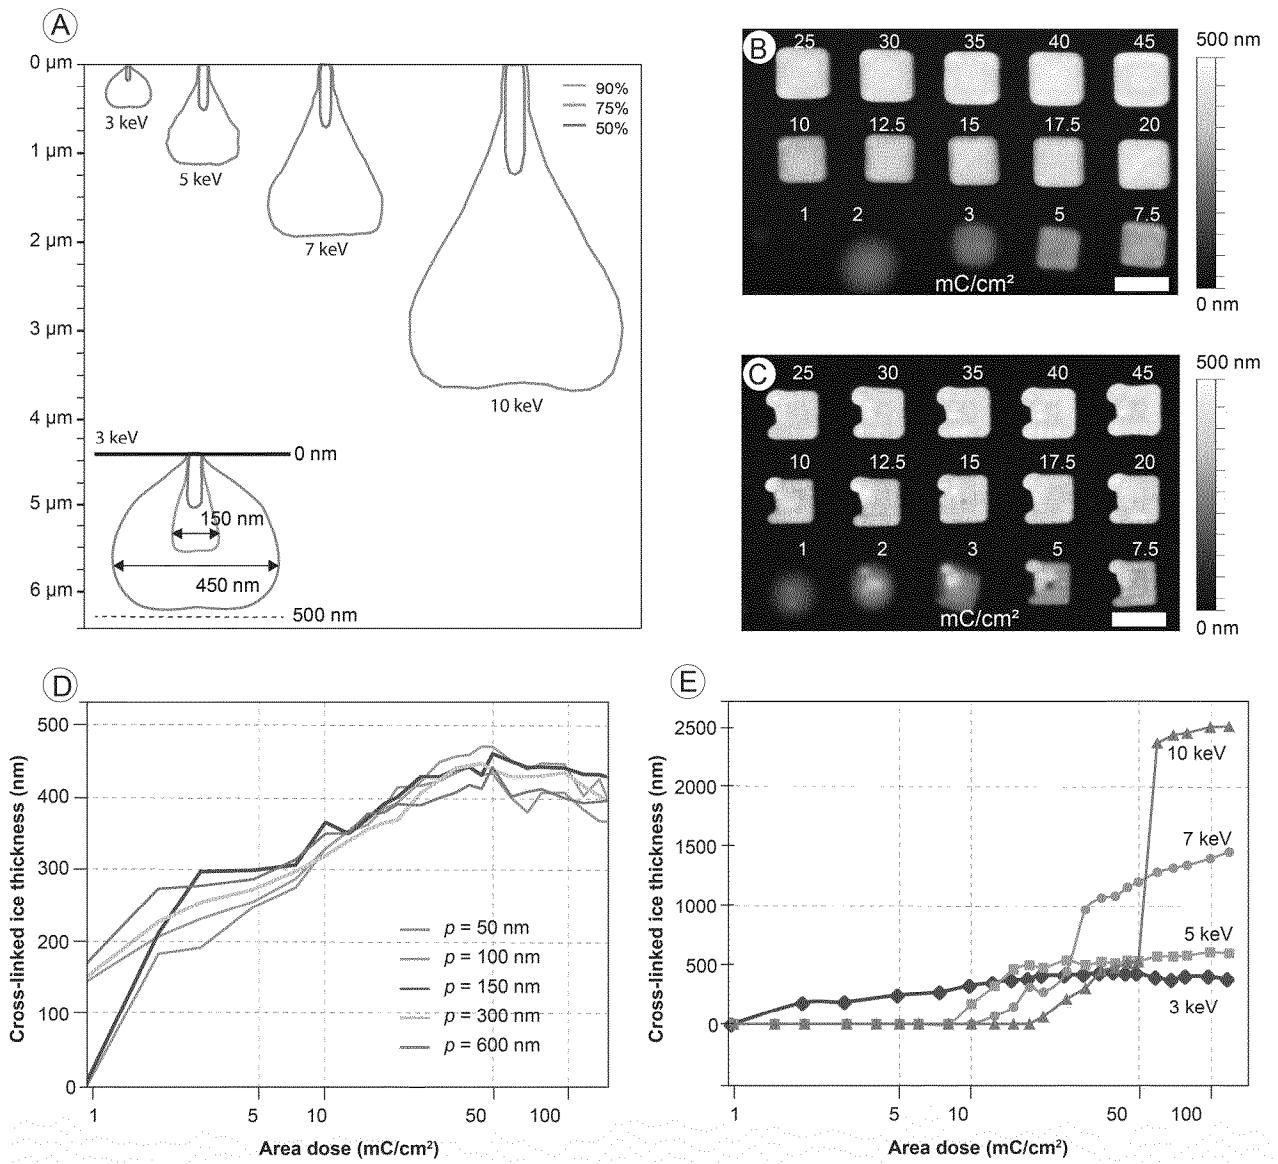 A
0 µm
1 µm
2 µm
3 µm
4 µm
5 µm
6 µm
3 keV
5 keV
7 keV
10 keV
90%
75%
50%
3 keV
0 nm
150 nm
450 nm
500 nm
B
25 30 35 40 45
10 12.5 15 17.5 20
1 2 3 5 7.5
mC/cm²
500 nm
0 nm
C
25 30 35 40 45
10 12.5 15 17.5 20
1 2 3 5 7.5
mC/cm²
500 nm
0 nm
D
Cross-linked ice thickness (nm)
500
400
300
200
100
0
p = 50 nm
p = 100 nm
p = 150 nm
p = 300 nm
p = 600 nm
1 5 10 50 100
Area dose (mC/cm²)
E
Cross-linked ice thickness (nm)
2500
2000
1500
1000
500
0
10 keV
7 keV
5 keV
3 keV
1 5 10 50 100
Area dose (mC/cm²)